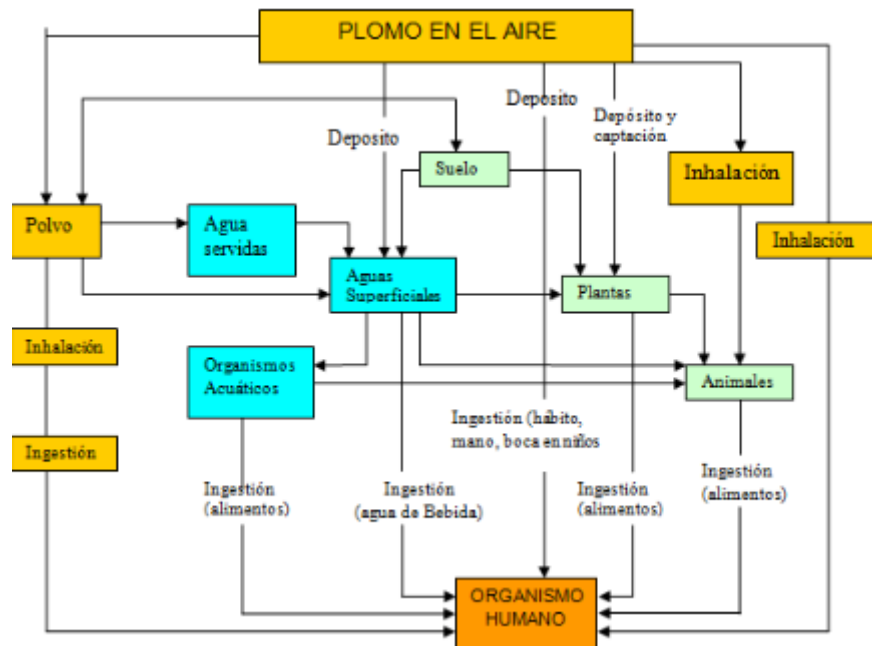 PLOMO EN EL AIRE
Deposito
Deposito
Depósito y
captación
Suelo
Inhalación
Polvo
Agua
servidas
Inhalación
Aguas
Superficiales
Plantas
Inhalación
Organismos
Acuáticos
Animales
Ingestión (hábito,
mano, boca en niños
Ingestión
Ingestión
(alimentos)
Ingestión
(agua de Bebida)
Ingestión
(alimentos)
Ingestión
(alimentos)
ORGANISMO
HUMANO